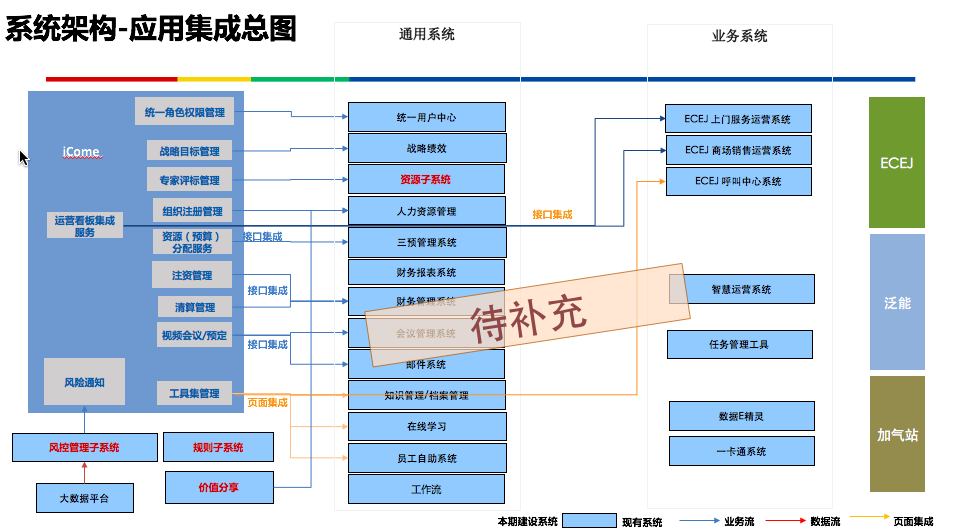 系统架构-应用集成总图
通用系统
业务系统
iCome
统一角色权限管理
战略目标管理
专家评标管理
组织注册管理
运营看板集成
服务
资源（预算）
分配服务
注资管理
清算管理
视频会议/预定
风险通知
工具集管理
接口集成
接口集成
接口集成
页面集成
接口集成
统一用户中心
战略绩效
资源子系统
人力资源管理
三预管理系统
财务报表系统
财务管理系统
会议管理系统
邮件系统
知识管理/档案管理
在线学习
员工自助系统
工作流
待补充
ECEJ 上门服务运营系统
ECEJ 商场销售运营系统
ECEJ 呼叫中心系统
智慧运营系统
任务管理工具
数据E精灵
一卡通系统
ECEJ
泛能
加气站
风控管理子系统
规则子系统
价值分享
大数据平台
本期建设系统
现有系统
业务流
数据流
页面集成